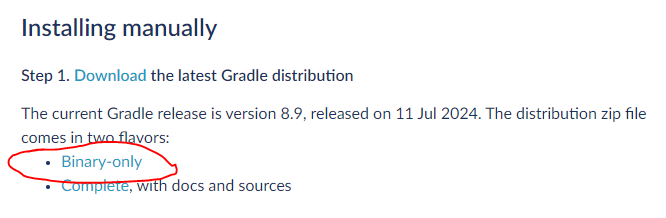 Installing manually
Step 1. Download the latest Gradle distribution
The current Gradle release is version 8.9, released on 11 Jul 2024. The distribution zip file
comes in two flavors:
• Binary-only
• Complete, with docs and sources